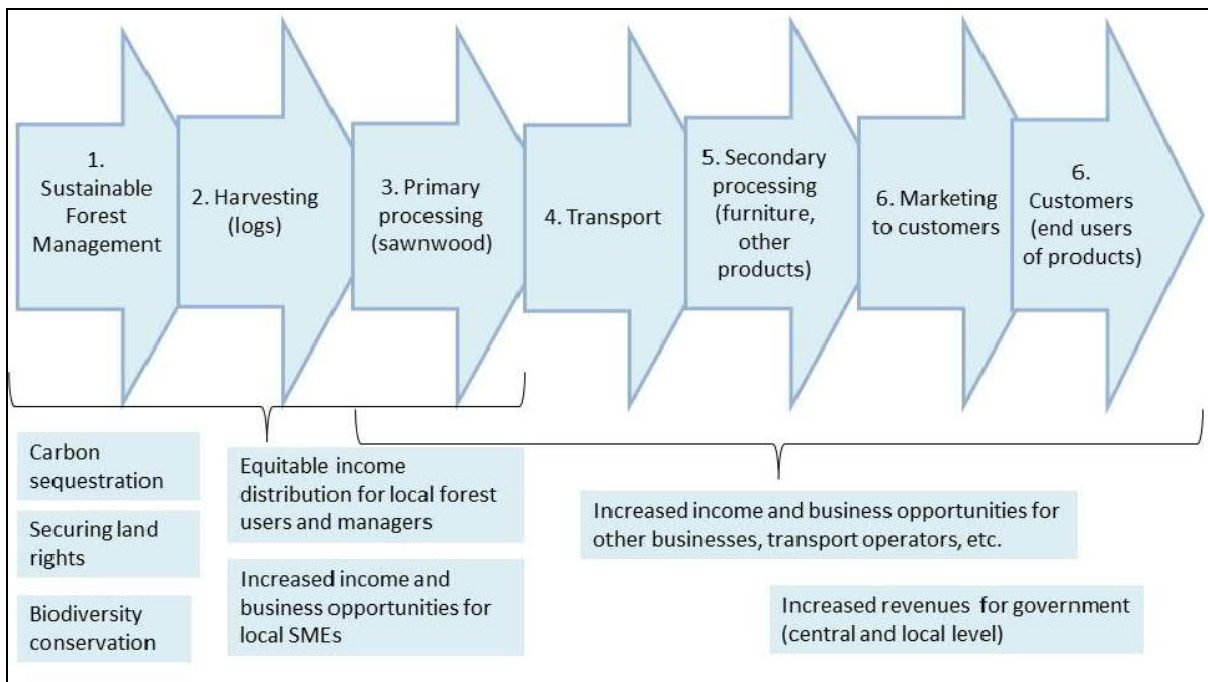 1.
Sustainable
Forest
Management
2. Harvesting
(logs)
3. Primary
processing
(sawnwood)
4. Transport
5. Secondary
processing
(furniture,
other
products)
6. Marketing
to customers
6.
Customers
(end users
of products)
Carbon
sequestration
Securing land
rights
Biodiversity
conservation
Equitable income
distribution for local forest
users and managers
Increased income and
business opportunities for
local SMEs
Increased income and business opportunities for
other businesses, transport operators, etc.
Increased revenues for government
(central and local level)